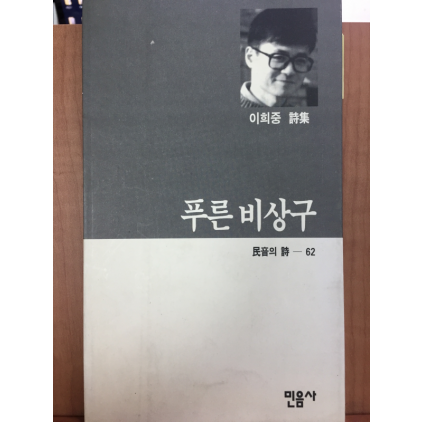 이희중 詩集
푸른 비상구
民音의 詩 — 62
민음사